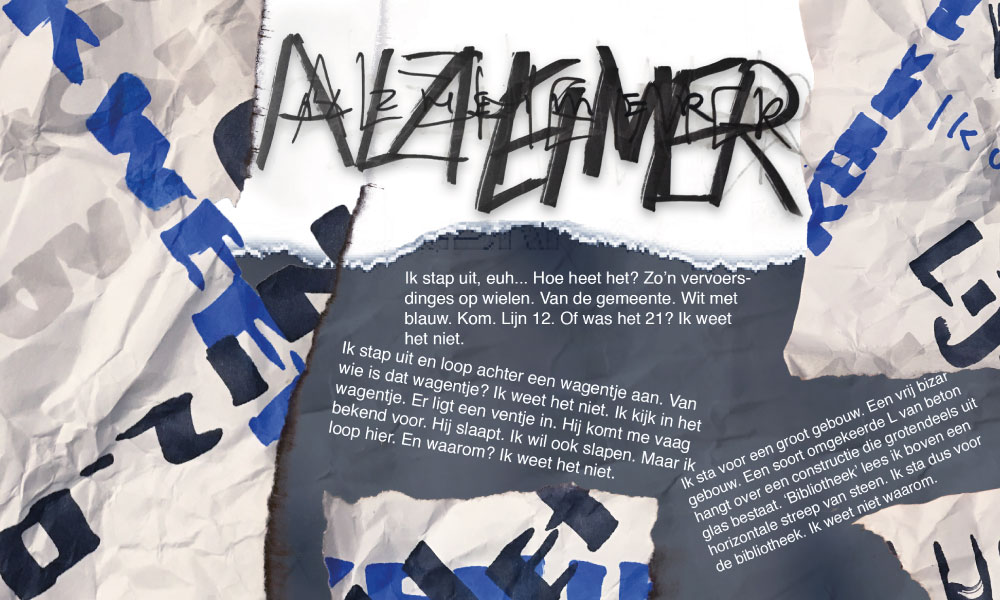 ALZHEIMER
Ik stap uit, euh... Hoe heet het? Zo'n vervoers-
dinges op wielen. Van de gemeente. Wit met
blauw. Kom. Lijn 12. Of was het 21? Ik weet
het niet.
Ik stap uit en loop achter een wagentje aan. Van
wie is dat wagentje? Ik weet het niet. Ik kijk in het
wagentje. Er ligt een ventje in. Hij komt me vaag
bekend voor. Hij slaapt. Ik wil ook slapen. Maar ik
loop hier. En waarom? Ik weet het niet.
Ik sta voor een groot gebouw. Een vrij bizar
gebouw. Een soort omgekeerde L van beton
hangt over een constructie die grotendeels uit
glas bestaat. 'Bibliotheek' lees ik boven een
horizontale streep van steen. Ik sta dus voor
de bibliotheek. Ik weet niet waarom.